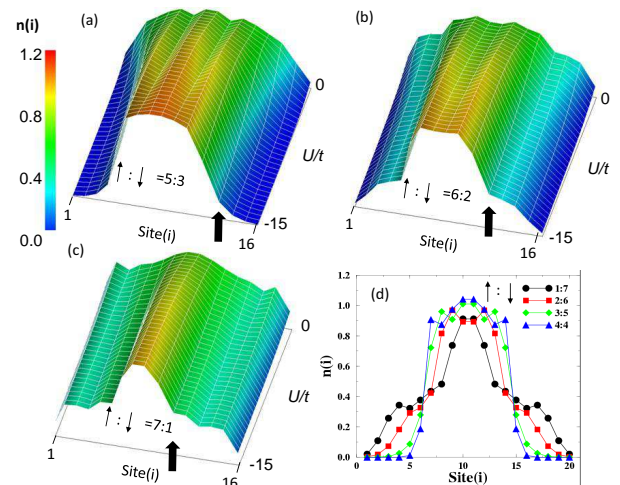 n(i)
1.2
0.8
0.4
0.0
(a)
↑ : ↓ =5:3
1
Site(i)
16
-15
U/t
0
(b)
↑ : ↓ =6:2
1
Site(i)
16
-15
U/t
0
(c)
↑ : ↓ =7:1
1
Site(i)
16
-15
U/t
0
(d)
↑ : ↓
1:7
2:6
3:5
4:4
n(i)
1.2
1.0
0.8
0.6
0.4
0.2
0.0
0 5 10 15 20
Site(i)